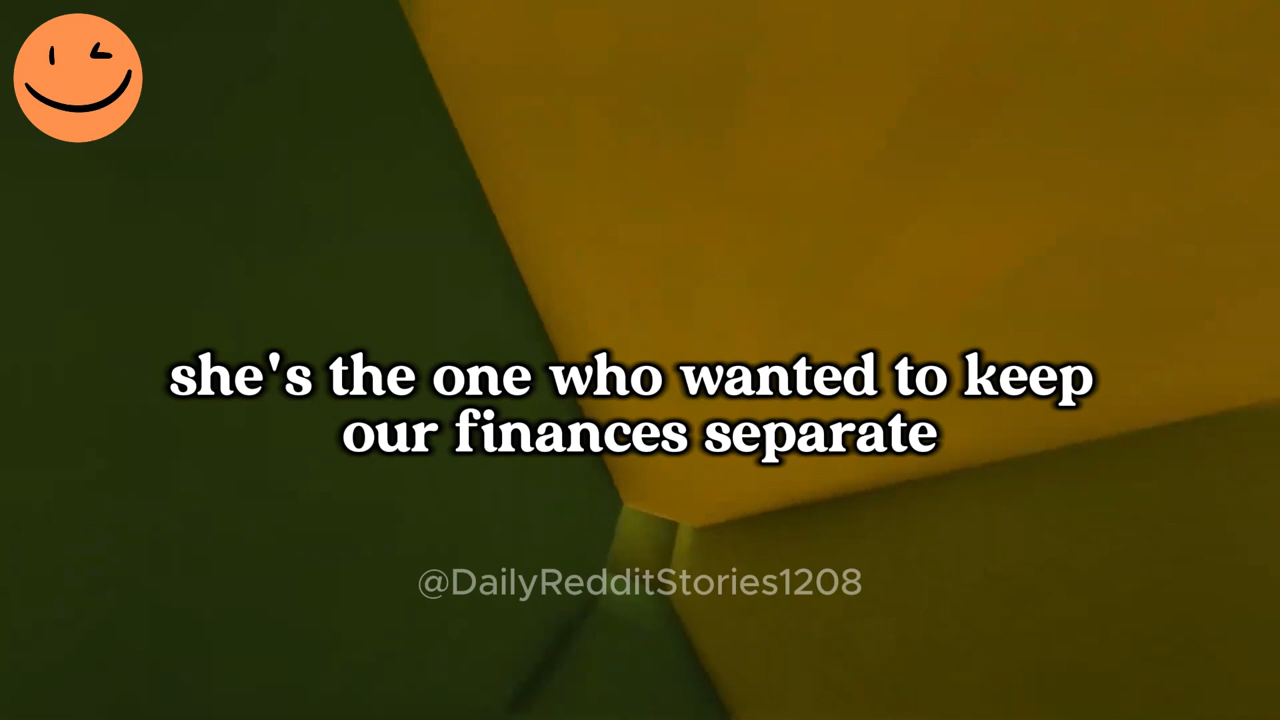 she's the one who wanted to keep
our finances separate
@DailyRedditStories1208